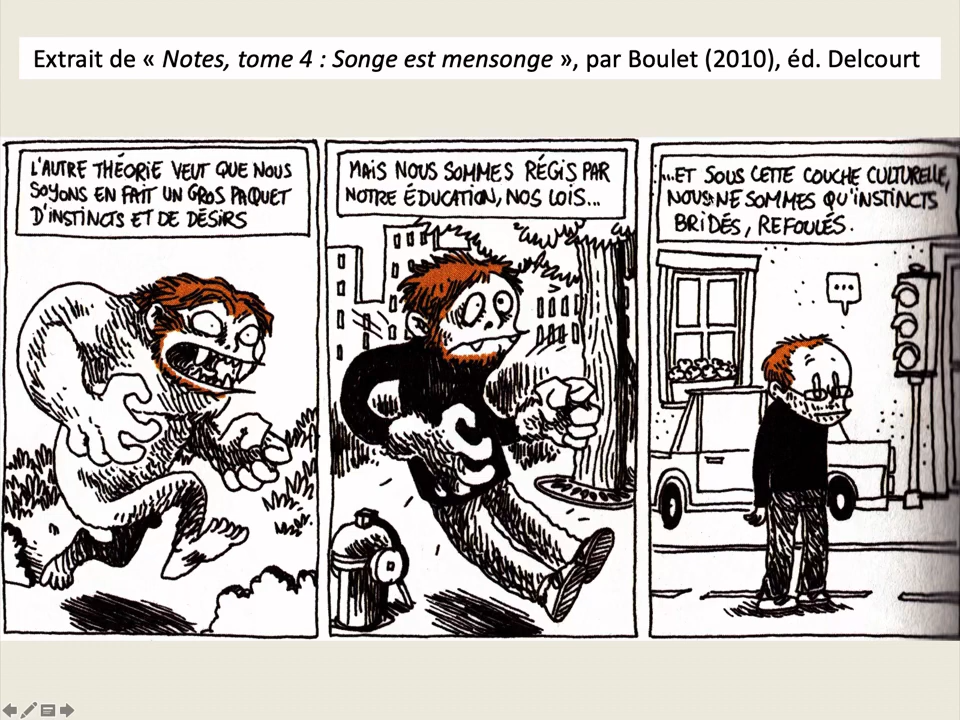 Extrait de « Notes, tome 4 : Songe est mensonge », par Boulet (2010), éd. Delcourt
L'AUTRE THÉORIE VEUT QUE NOUS
SOYONS EN FAIT UN GROS PAQUET
D'INSTINCTS ET DE DÉSIRS
MAIS NOUS SOMMES RÉGIS PAR
NOTRE ÉDUCATION, NOS LOIS...
...ET SOUS CETTE COUCHE CULTURELLE,
NOUS NE SOMMES QU'INSTINCTS
BRIDÉS, REFOULÉS.
...